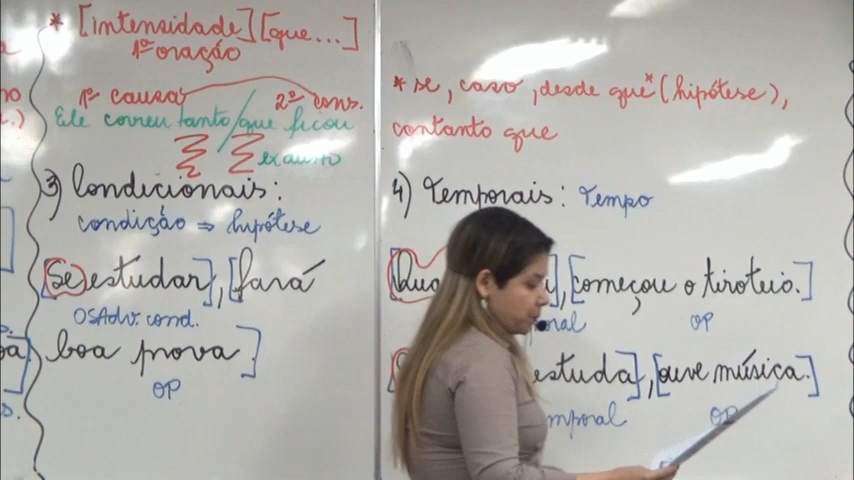 * [intensidade] [que...]
1ª oração
1ª causa 2ª cons.
Ele correu tanto/que ficou
exausto
3) Condicionais:
condição ⇒ hipótese
[Se estudar], [fará
OSAdv. cond.
boa prova]
OP
* se, caso, desde que* (hipótese),
contanto que
4) Temporais: Tempo
, [começou o tiroteio.]
OP
estuda], [ouve música.]
mporal OP